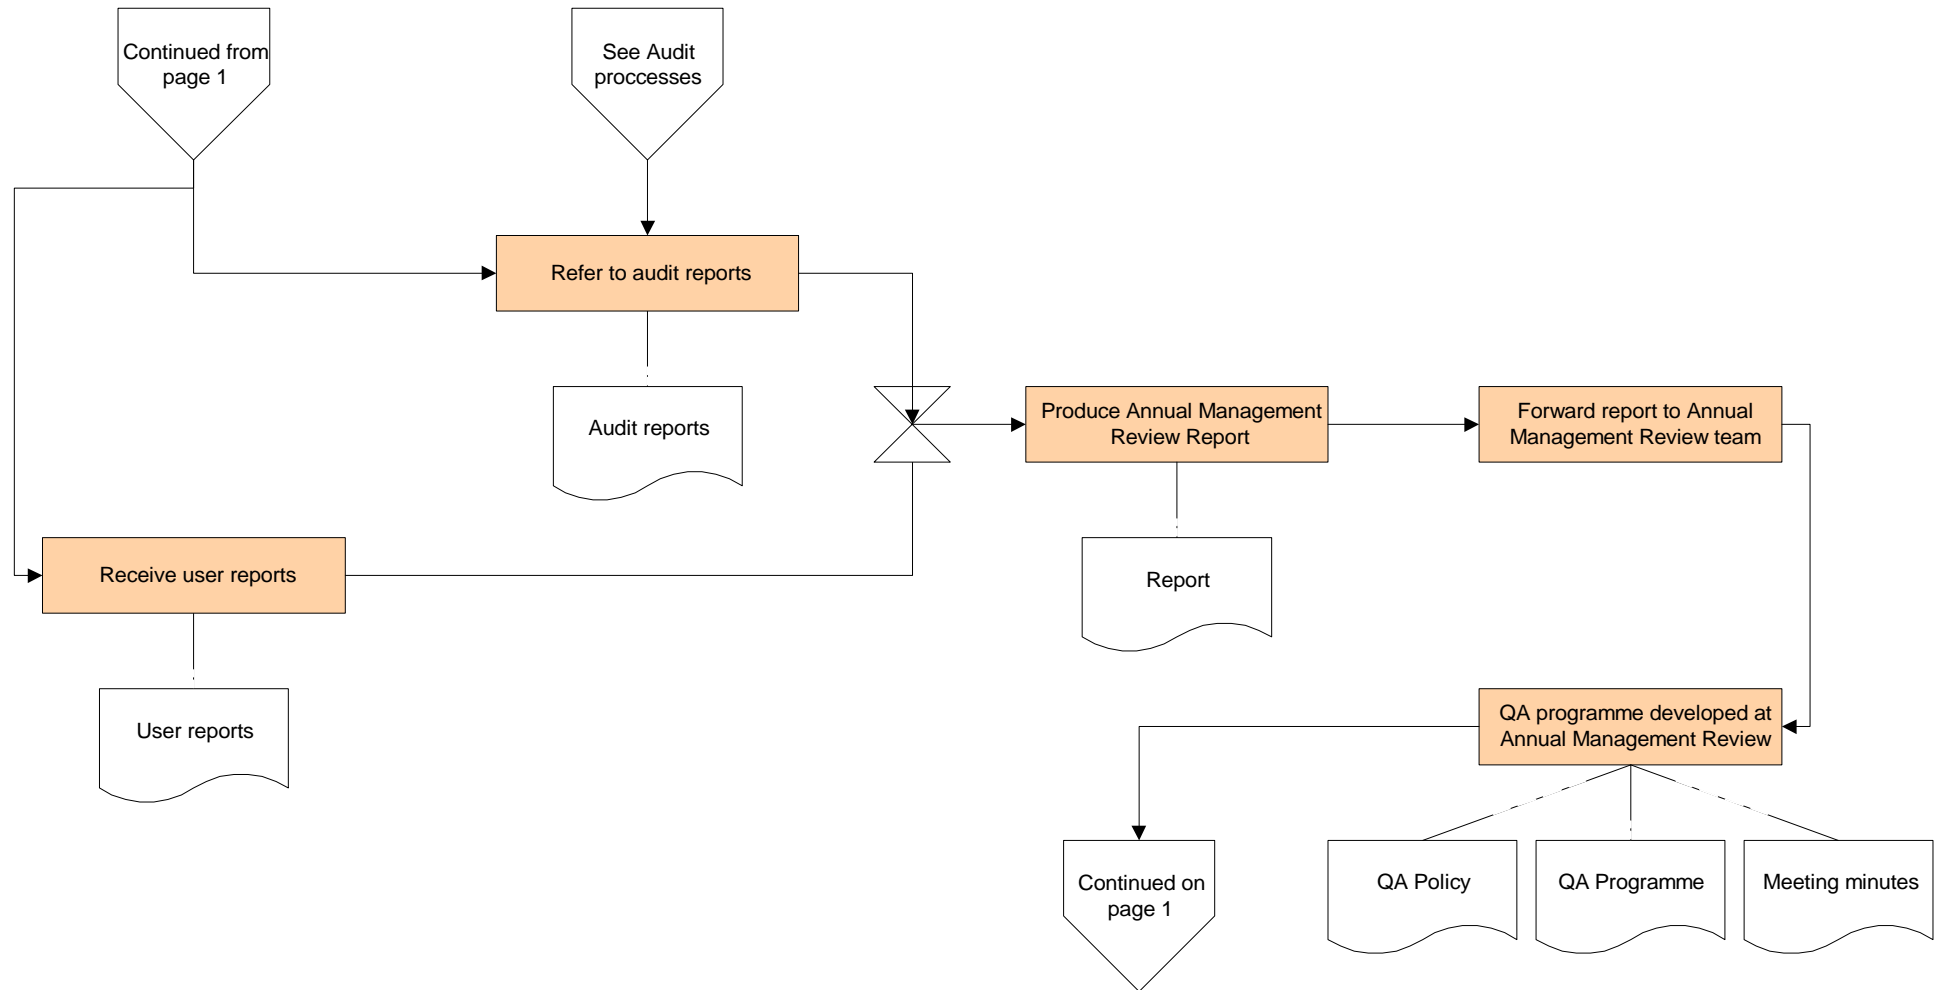 Continued from
page 1
See Audit
proccesses
Refer to audit reports
Audit reports
Produce Annual Management
Review Report
Forward report to Annual
Management Review team
Receive user reports
Report
User reports
QA programme developed at
Annual Management Review
Continued on
page 1
QA Policy
QA Programme
Meeting minutes